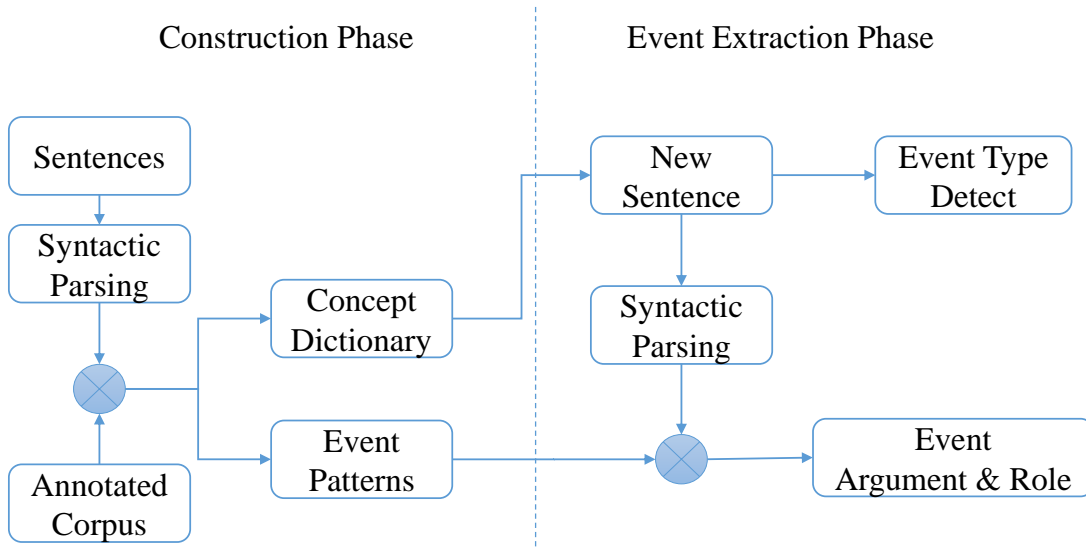 Construction Phase
Event Extraction Phase
Sentences
Syntactic
Parsing
Annotated
Corpus
Concept
Dictionary
Event
Patterns
New
Sentence
Event Type
Detect
Syntactic
Parsing
Event
Argument & Role